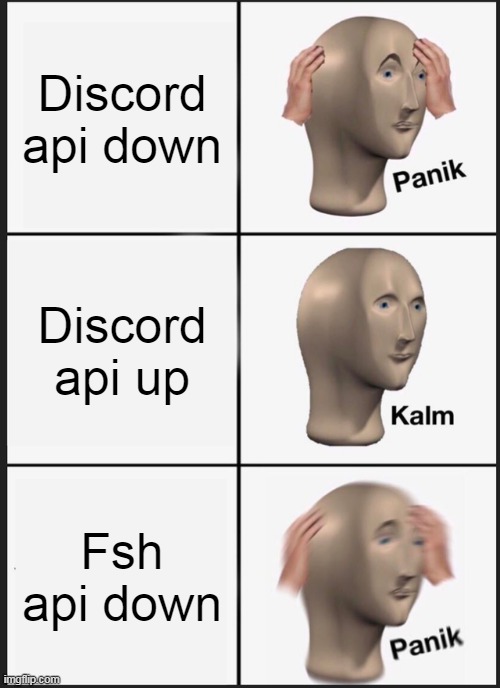 Discord
api down
Panik
Discord
api up
Kalm
Fsh
api down
Panik
imgflip.com